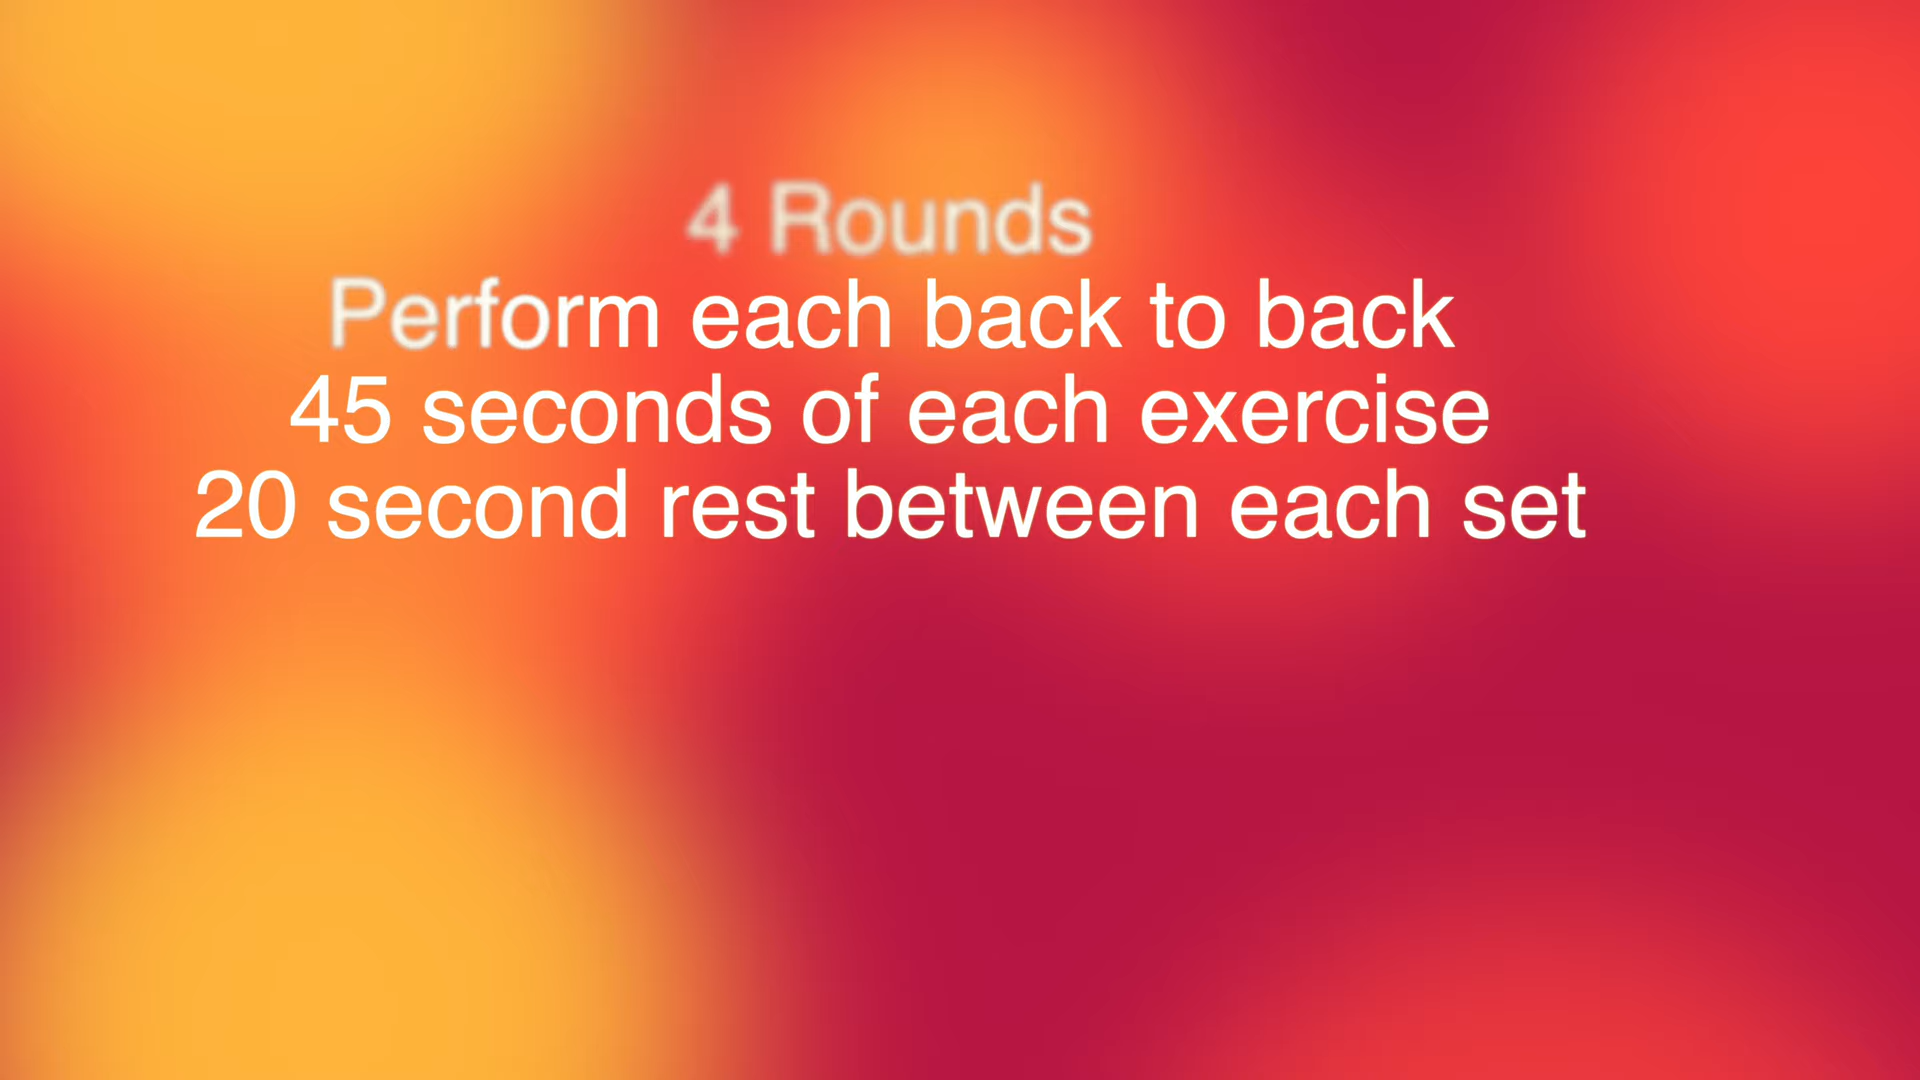 4 Rounds
Perform each back to back
45 seconds of each exercise
20 second rest between each set